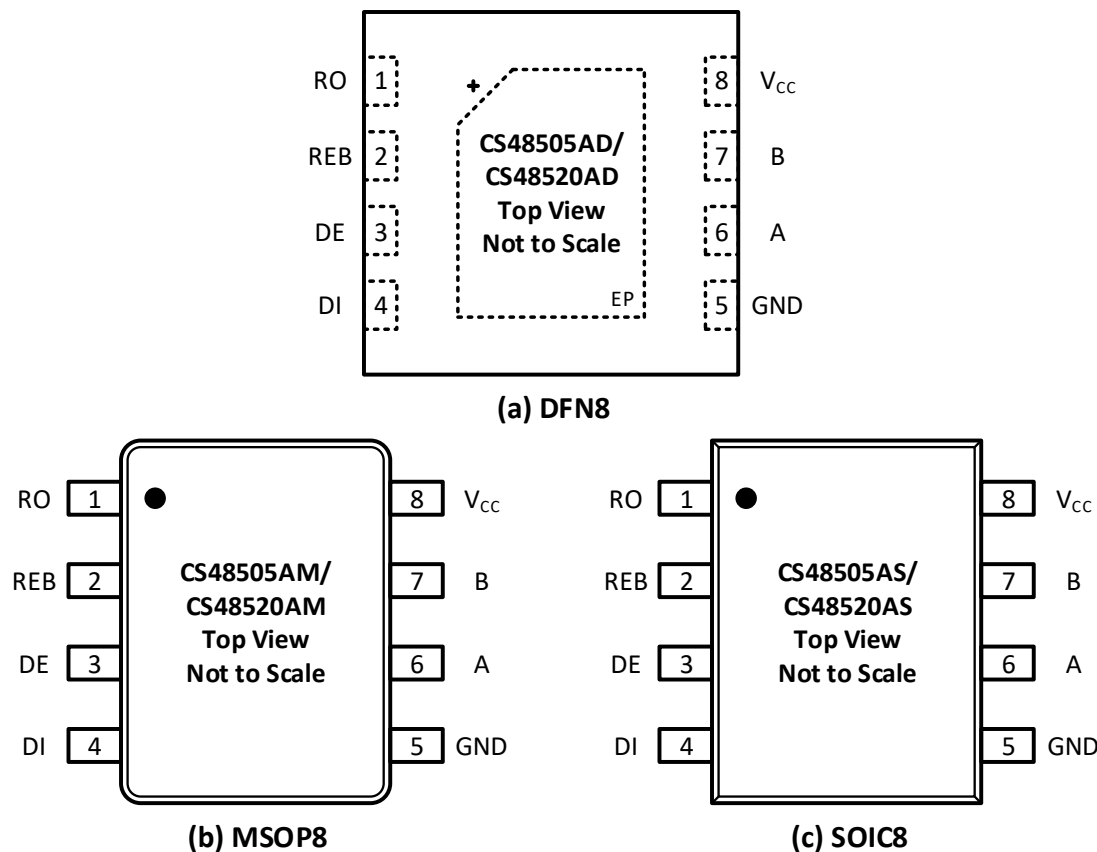 RO 1 + 8 VCC
REB 2 CS48505AD/ 7 B
CS48520AD
Top View
DE 3 Not to Scale 6 A
DI 4 EP 5 GND
(a) DFN8
RO 1 8 VCC
REB 2 CS48505AM/ 7 B
CS48520AM
Top View
DE 3 Not to Scale 6 A
DI 4 5 GND
(b) MSOP8
RO 1 8 VCC
REB 2 CS48505AS/ 7 B
CS48520AS
Top View
DE 3 Not to Scale 6 A
DI 4 5 GND
(c) SOIC8